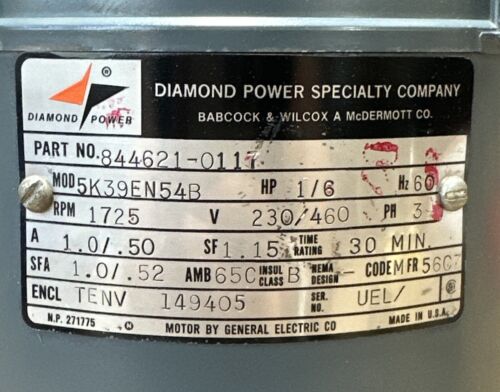 ®
DIAMOND POWER
DIAMOND POWER SPECIALTY COMPANY
BABCOCK & WILCOX A McDERMOTT CO.
PART NO. 844621-0117
MOD 5K39EN54B HP 1/6 Hz 60
RPM 1725 V 230/460 PH 3
A 1.0/.50 SF 1.15 TIME RATING 30 MIN.
SFA 1.0/.52 AMB 65C INSUL CLASS B NEMA DESIGN - CODE M FR 56CZ
ENCL TENV 149405 SER. NO. UEL/
N.P. 271775 MOTOR BY GENERAL ELECTRIC CO MADE IN U.S.A.